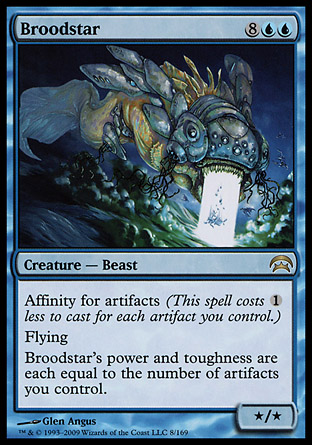 Broodstar 8
Creature — Beast
Affinity for artifacts (This spell costs 1
less to cast for each artifact you control.)
Flying
Broodstar's power and toughness are
each equal to the number of artifacts
you control.
Glen Angus
™ & © 1993–2009 Wizards of the Coast LLC 8/169
*/*